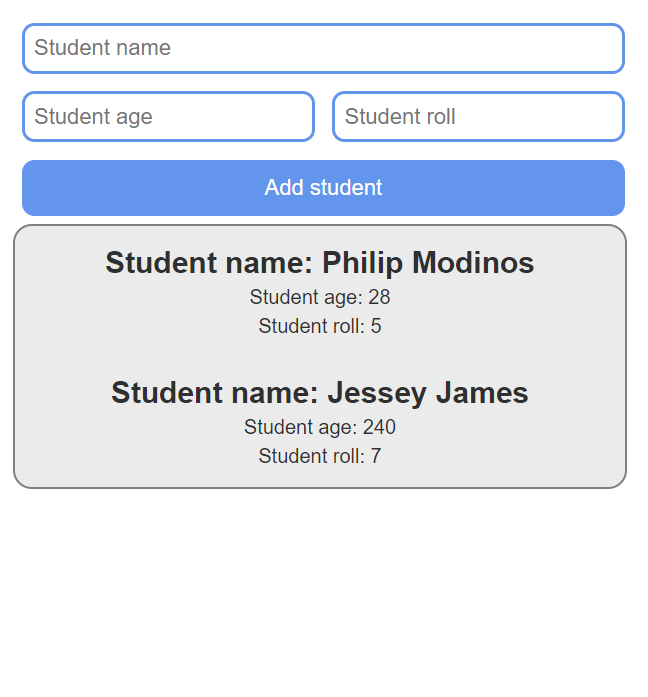 Student name
Student age
Student roll
Add student
Student name: Philip Modinos
Student age: 28
Student roll: 5
Student name: Jessey James
Student age: 240
Student roll: 7